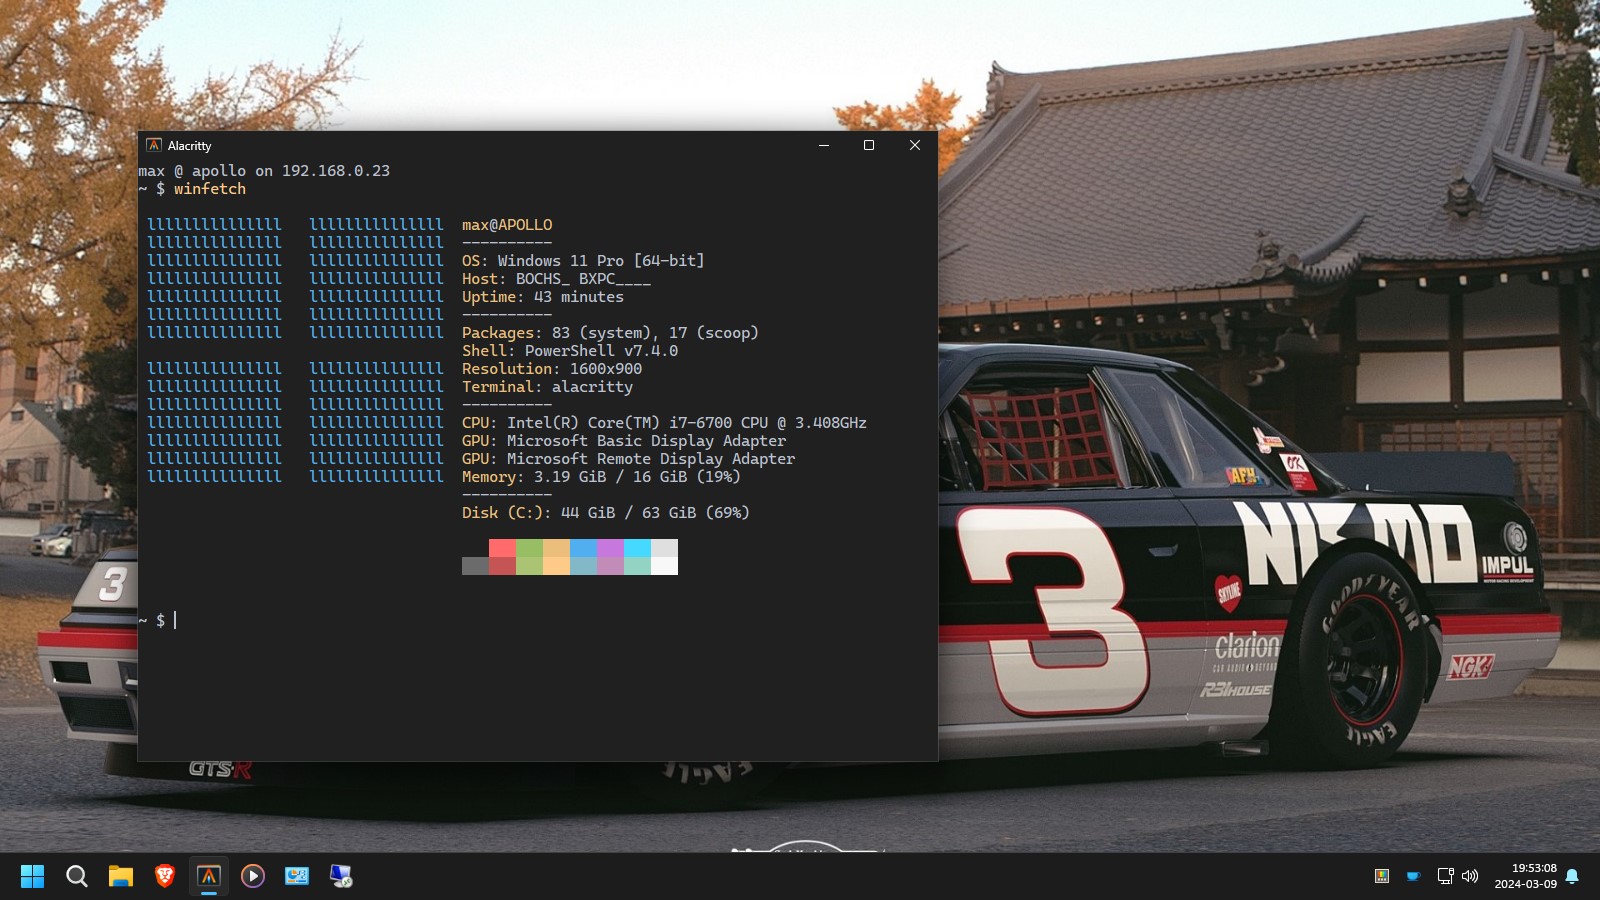 Alacritty
max @ apollo on 192.168.0.23
~ $ winfetch
lllllllllllllll   lllllllllllllll  max@APOLLO
lllllllllllllll   lllllllllllllll  ----------
lllllllllllllll   lllllllllllllll  OS: Windows 11 Pro [64-bit]
lllllllllllllll   lllllllllllllll  Host: BOCHS_ BXPC____
lllllllllllllll   lllllllllllllll  Uptime: 43 minutes
lllllllllllllll   lllllllllllllll  ----------
lllllllllllllll   lllllllllllllll  Packages: 83 (system), 17 (scoop)
Shell: PowerShell v7.4.0
lllllllllllllll   lllllllllllllll  Resolution: 1600x900
lllllllllllllll   lllllllllllllll  Terminal: alacritty
lllllllllllllll   lllllllllllllll  ----------
lllllllllllllll   lllllllllllllll  CPU: Intel(R) Core(TM) i7-6700 CPU @ 3.408GHz
lllllllllllllll   lllllllllllllll  GPU: Microsoft Basic Display Adapter
lllllllllllllll   lllllllllllllll  GPU: Microsoft Remote Display Adapter
lllllllllllllll   lllllllllllllll  Memory: 3.19 GiB / 16 GiB (19%)
----------
Disk (C:): 44 GiB / 63 GiB (69%)
~ $
3
GTS-R
EAGLE
3
NISMO
IMPUL
SKYLINE
GOODYEAR
EAGLE
Clarion
CAR AUDIO
R31HOUSE
NGK
19:53:08
2024-03-09